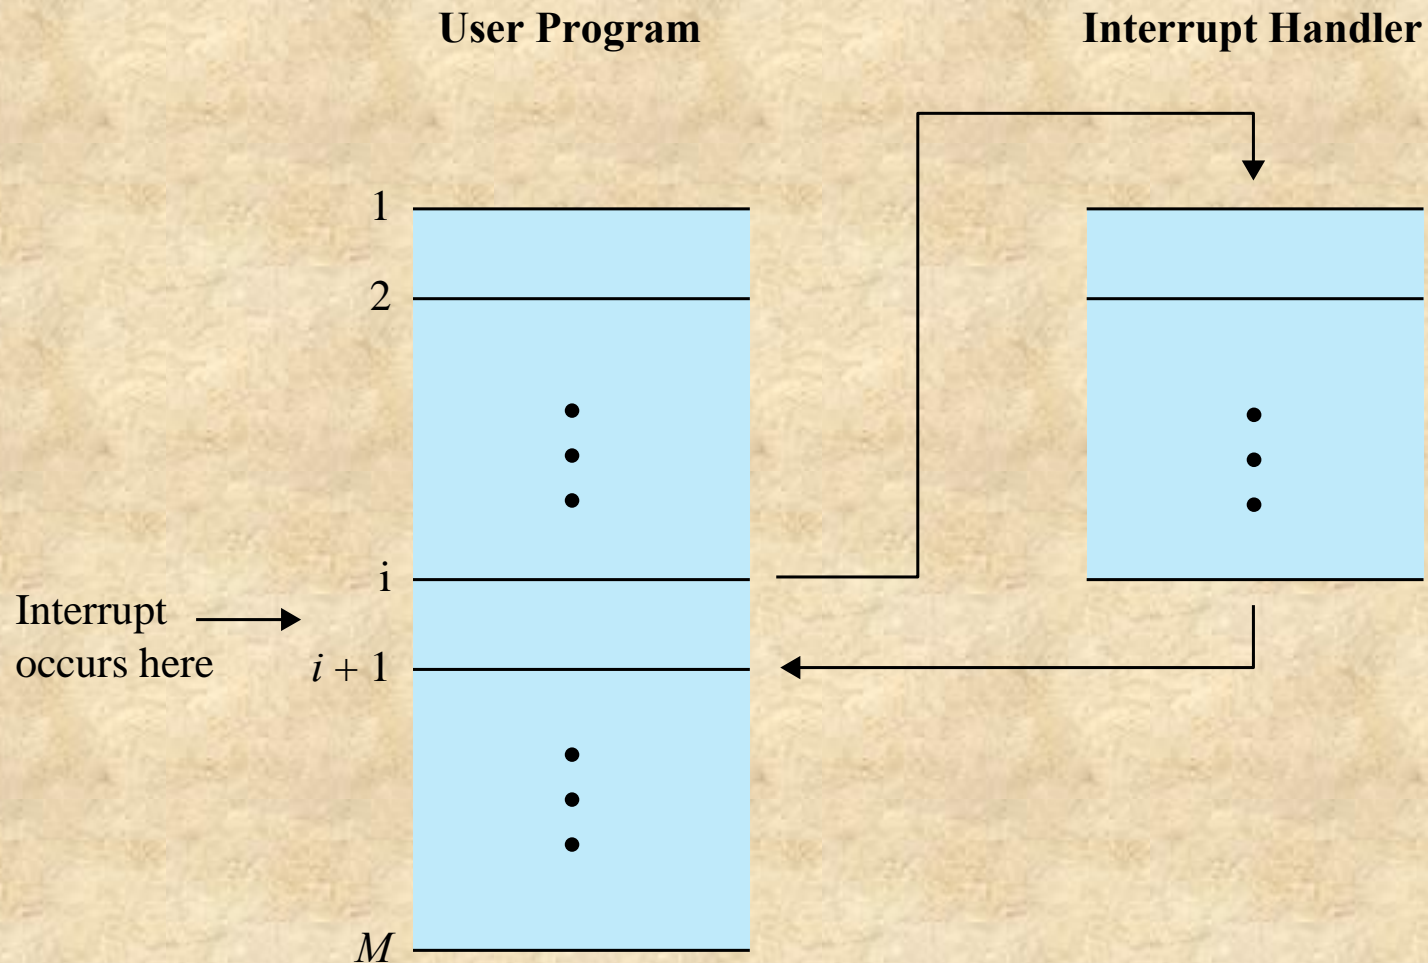 User Program
Interrupt Handler
1
2
i
Interrupt
occurs here
i + 1
M